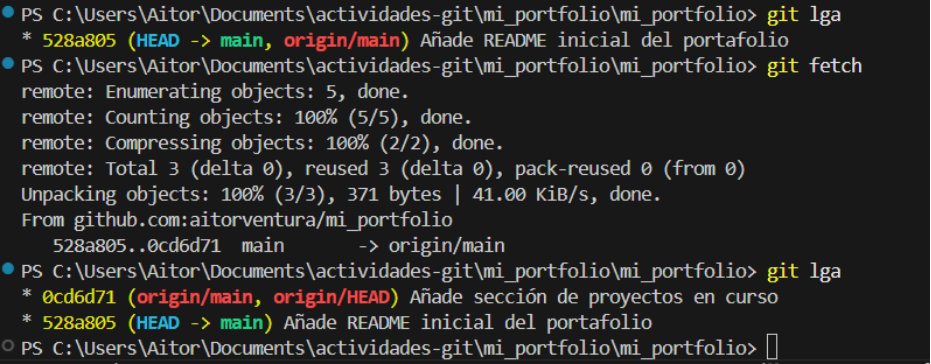 PS C:\Users\Aitor\Documents\actividades-git\mi_portfolio\mi_portfolio> git lga
* 528a805 (HEAD -> main, origin/main) Añade README inicial del portafolio
PS C:\Users\Aitor\Documents\actividades-git\mi_portfolio\mi_portfolio> git fetch
remote: Enumerating objects: 5, done.
remote: Counting objects: 100% (5/5), done.
remote: Compressing objects: 100% (2/2), done.
remote: Total 3 (delta 0), reused 3 (delta 0), pack-reused 0 (from 0)
Unpacking objects: 100% (3/3), 371 bytes | 41.00 KiB/s, done.
From github.com:aitorventura/mi_portfolio
   528a805..0cd6d71  main       -> origin/main
PS C:\Users\Aitor\Documents\actividades-git\mi_portfolio\mi_portfolio> git lga
* 0cd6d71 (origin/main, origin/HEAD) Añade sección de proyectos en curso
* 528a805 (HEAD -> main) Añade README inicial del portafolio
PS C:\Users\Aitor\Documents\actividades-git\mi_portfolio\mi_portfolio>